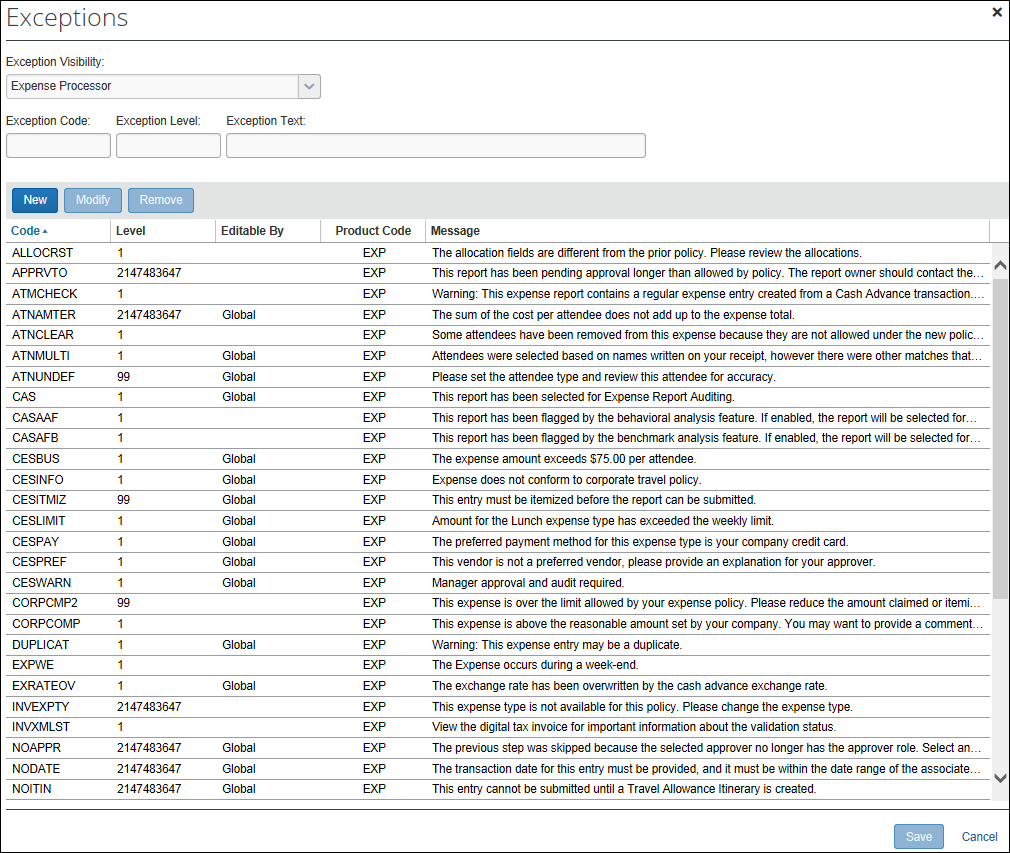 Exceptions
Exception Visibility:
Expense Processor
Exception Code: Exception Level: Exception Text:
New Modify Remove
Code Level Editable By Product Code Message
ALLOCRST 1 EXP The allocation fields are different from the prior policy. Please review the allocations.
APPRVTO 2147483647 EXP This report has been pending approval longer than allowed by policy. The report owner should contact the...
ATMCHECK 1 EXP Warning: This expense report contains a regular expense entry created from a Cash Advance transaction....
ATNAMTER 2147483647 Global EXP The sum of the cost per attendee does not add up to the expense total.
ATNCLEAR 1 EXP Some attendees have been removed from this expense because they are not allowed under the new polic...
ATNMULTI 1 Global EXP Attendees were selected based on names written on your receipt, however there were other matches that...
ATNUNDEF 99 Global EXP Please set the attendee type and review this attendee for accuracy.
CAS 1 Global EXP This report has been selected for Expense Report Auditing.
CASAAF 1 EXP This report has been flagged by the behavioral analysis feature. If enabled, the report will be selected for...
CASAFB 1 EXP This report has been flagged by the benchmark analysis feature. If enabled, the report will be selected for...
CESBUS 1 Global EXP The expense amount exceeds $75.00 per attendee.
CESINFO 1 Global EXP Expense does not conform to corporate travel policy.
CESITMIZ 99 Global EXP This entry must be itemized before the report can be submitted.
CESLIMIT 1 Global EXP Amount for the Lunch expense type has exceeded the weekly limit.
CESPAY 1 Global EXP The preferred payment method for this expense type is your company credit card.
CESPREF 1 Global EXP This vendor is not a preferred vendor, please provide an explanation for your approver.
CESWARN 1 Global EXP Manager approval and audit required.
CORPCMP2 99 EXP This expense is over the limit allowed by your expense policy. Please reduce the amount claimed or itemi...
CORPCOMP 1 EXP This expense is above the reasonable amount set by your company. You may want to provide a comment...
DUPLICAT 1 Global EXP Warning: This expense entry may be a duplicate.
EXPWE 1 EXP The Expense occurs during a week-end.
EXRATEOV 1 Global EXP The exchange rate has been overwritten by the cash advance exchange rate.
INVEXPTY 2147483647 EXP This expense type is not available for this policy. Please change the expense type.
INVXMLST 1 EXP View the digital tax invoice for important information about the validation status.
NOAPPR 2147483647 Global EXP The previous step was skipped because the selected approver no longer has the approver role. Select an...
NODATE 2147483647 Global EXP The transaction date for this entry must be provided, and it must be within the date range of the associate...
NOITIN 2147483647 Global EXP This entry cannot be submitted until a Travel Allowance Itinerary is created.
Save Cancel